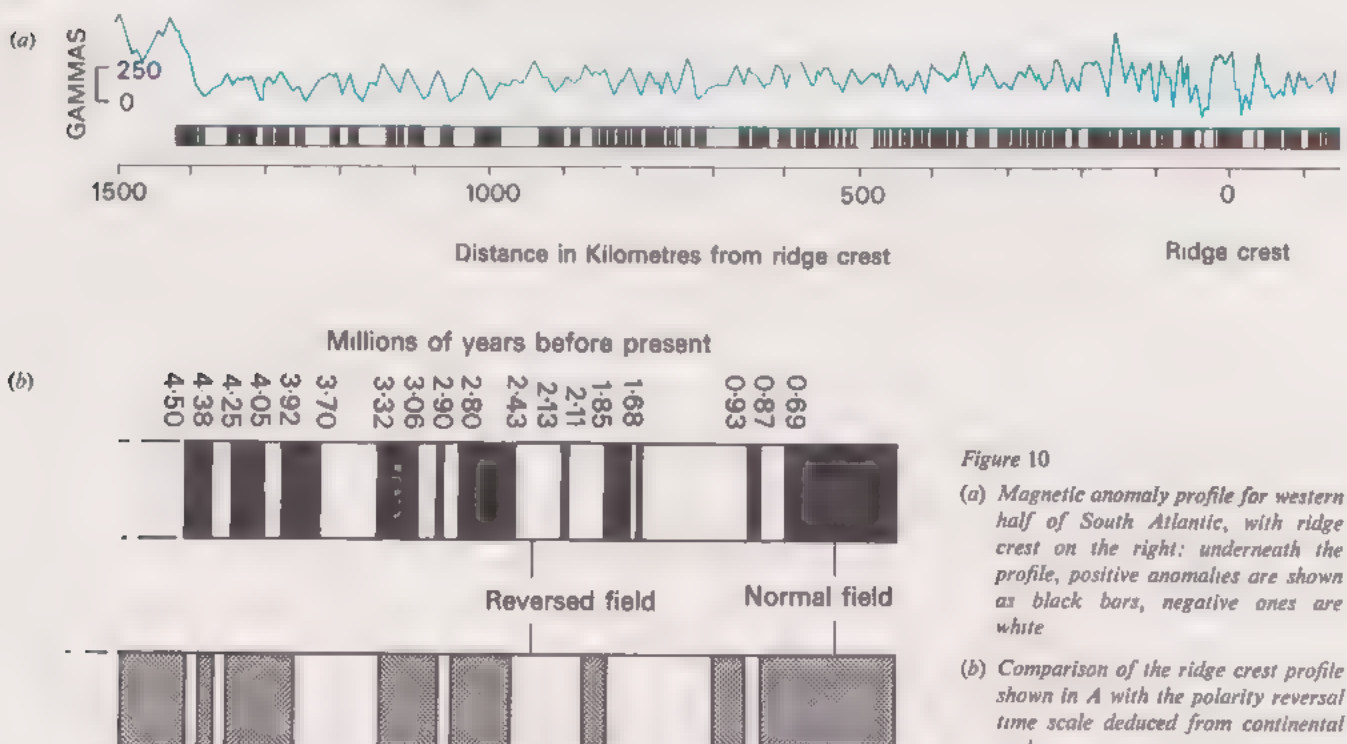 (a)
GAMMAS
250
0
1500 1000 500 0
Distance in Kilometres from ridge crest Ridge crest
Millions of years before present
(b)
4·50 4·38 4·25 4·05 3·92 3·70 3·32 3·06 2·90 2·80 2·43 2·13 2·11 1·85 1·68 0·93 0·87 0·69
Reversed field Normal field
Figure 10
(a) Magnetic anomaly profile for western
half of South Atlantic, with ridge
crest on the right: underneath the
profile, positive anomalies are shown
as black bars, negative ones are
white
(b) Comparison of the ridge crest profile
shown in A with the polarity reversal
time scale deduced from continental